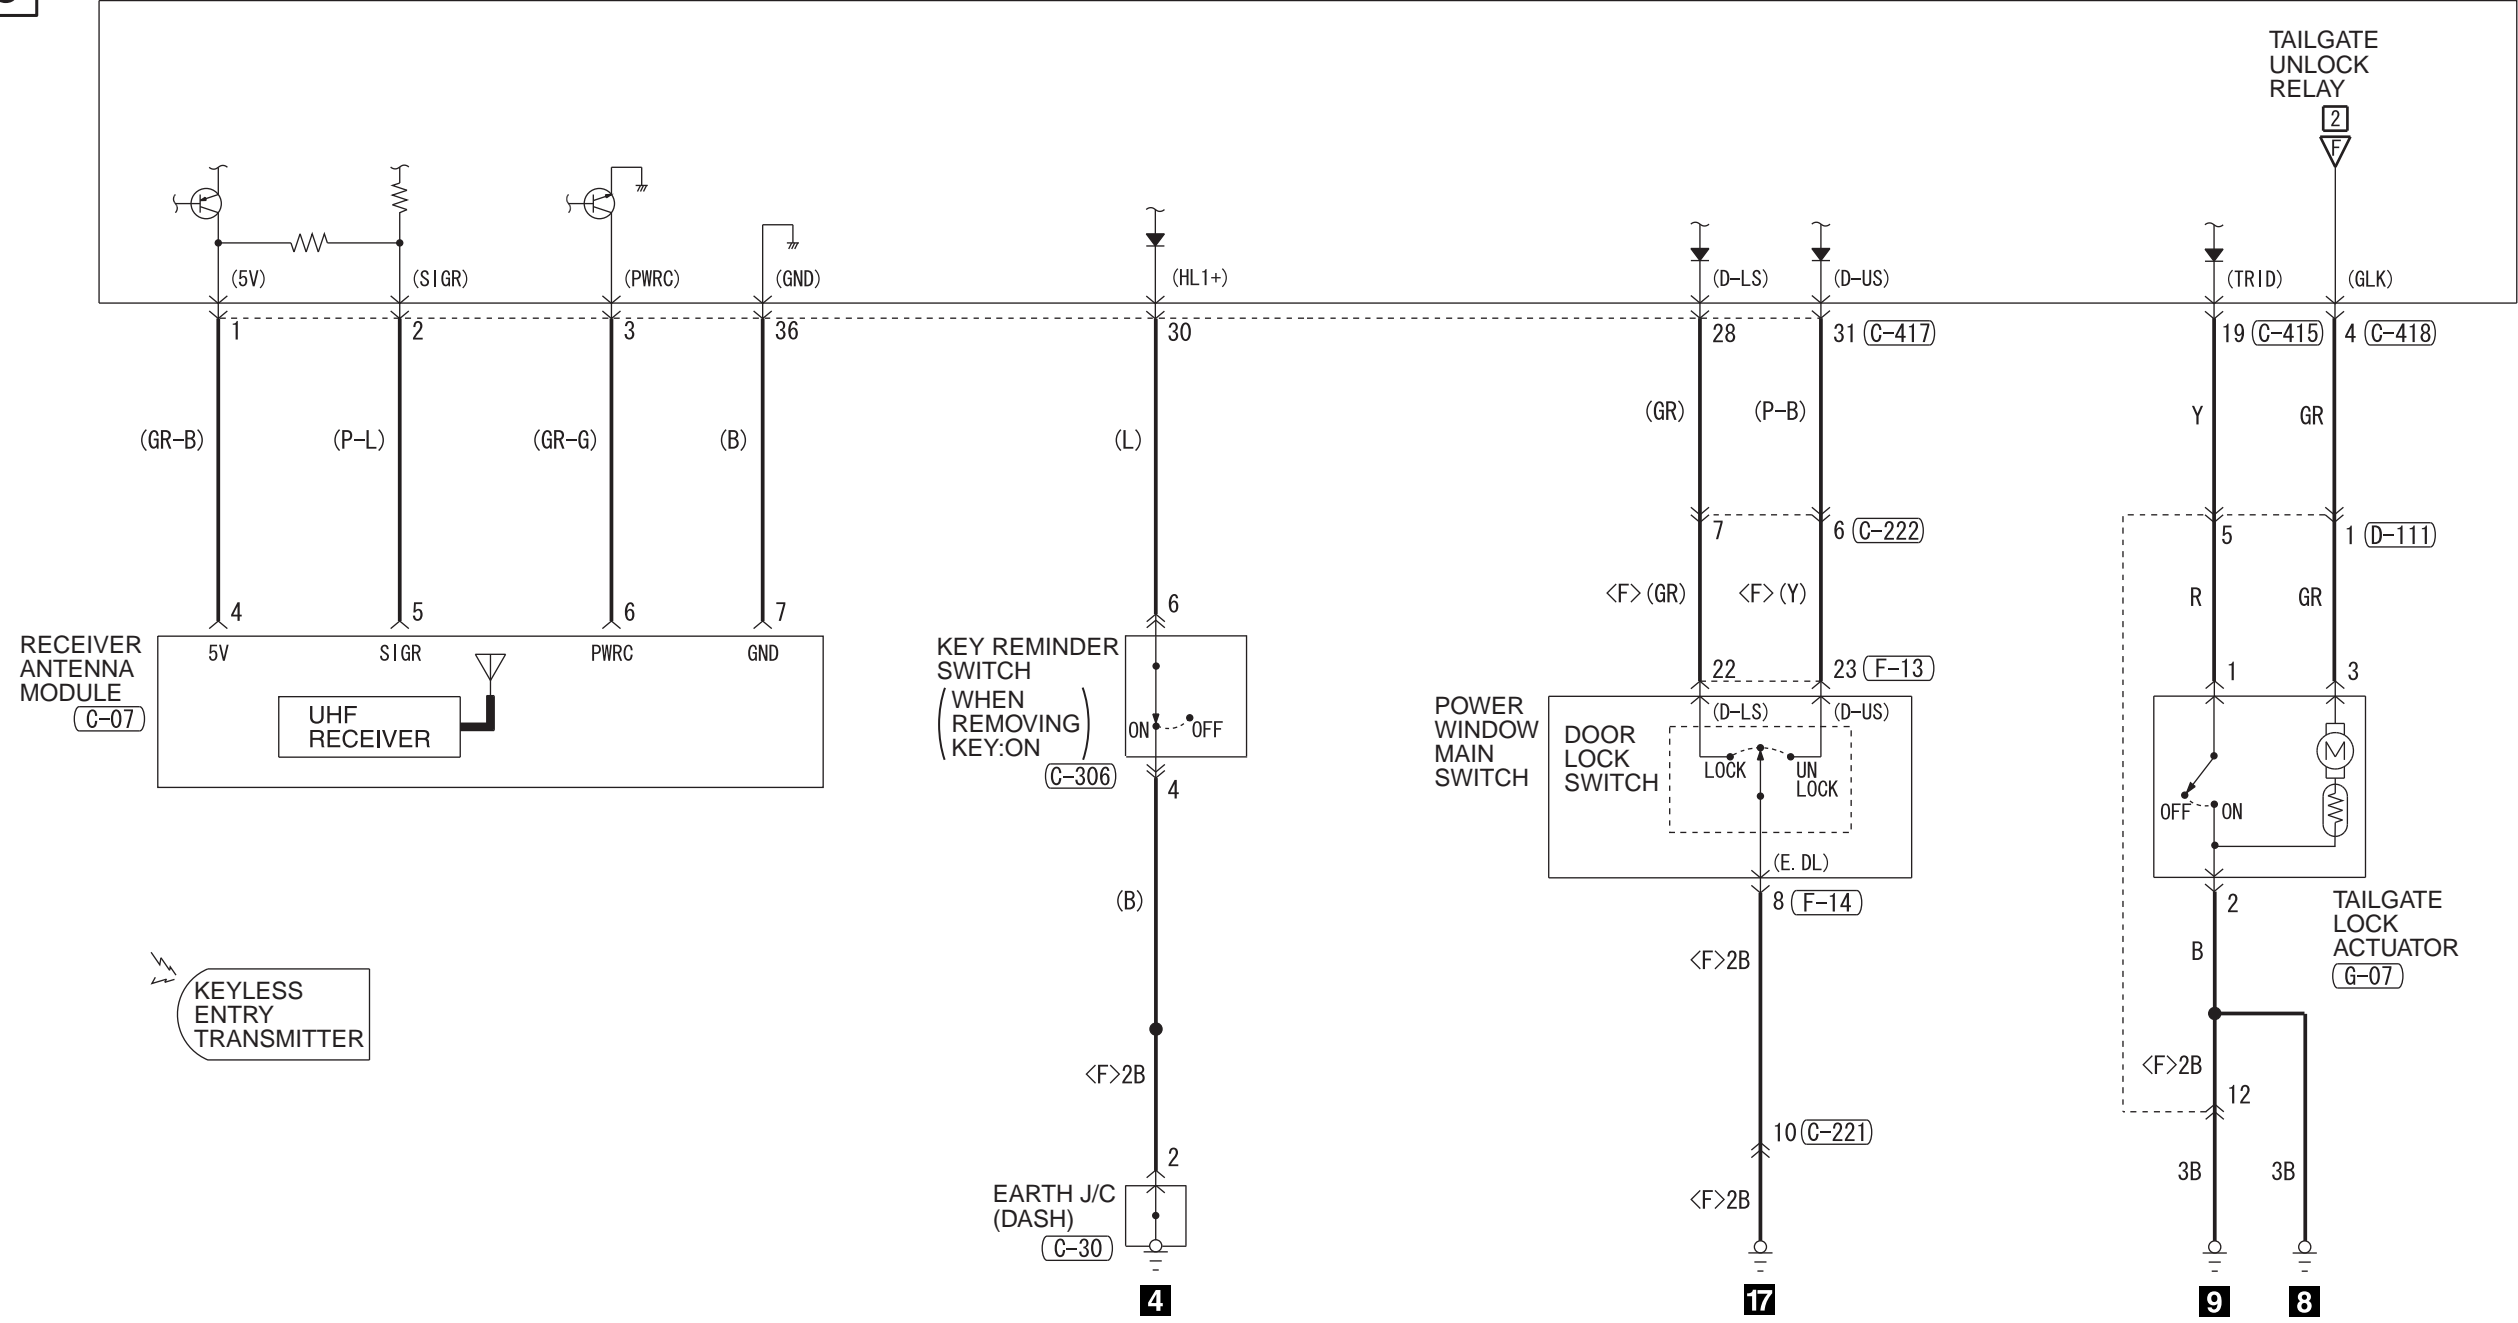 TAILGATE
UNLOCK
RELAY
2
F
(5V)
(SIGR)
(PWRC)
(GND)
(HL1+)
(D-LS)
(D-US)
(TRID)
(GLK)
1
2
3
36
30
28
31 (C-417)
19 (C-415)
4 (C-418)
(GR-B)
(P-L)
(GR-G)
(B)
(L)
(GR)
(P-B)
Y
GR
7
6 (C-222)
5
1 (D-111)
<F>(GR)
<F>(Y)
R
GR
4
5
6
7
6
22
23 (F-13)
1
3
RECEIVER
ANTENNA
MODULE
(C-07)
5V
SIGR
PWRC
GND
UHF
RECEIVER
KEY REMINDER
SWITCH
(WHEN
REMOVING
KEY:ON)
(C-306)
ON
OFF
4
POWER
WINDOW
MAIN
SWITCH
DOOR
LOCK
SWITCH
(D-LS)
(D-US)
LOCK
UN
LOCK
(E.DL)
8 (F-14)
M
OFF
ON
2
TAILGATE
LOCK
ACTUATOR
(G-07)
(B)
<F>2B
B
KEYLESS
ENTRY
TRANSMITTER
<F>2B
<F>2B
12
10 (C-221)
2
EARTH J/C
(DASH)
(C-30)
<F>2B
3B
3B
4
17
9
8